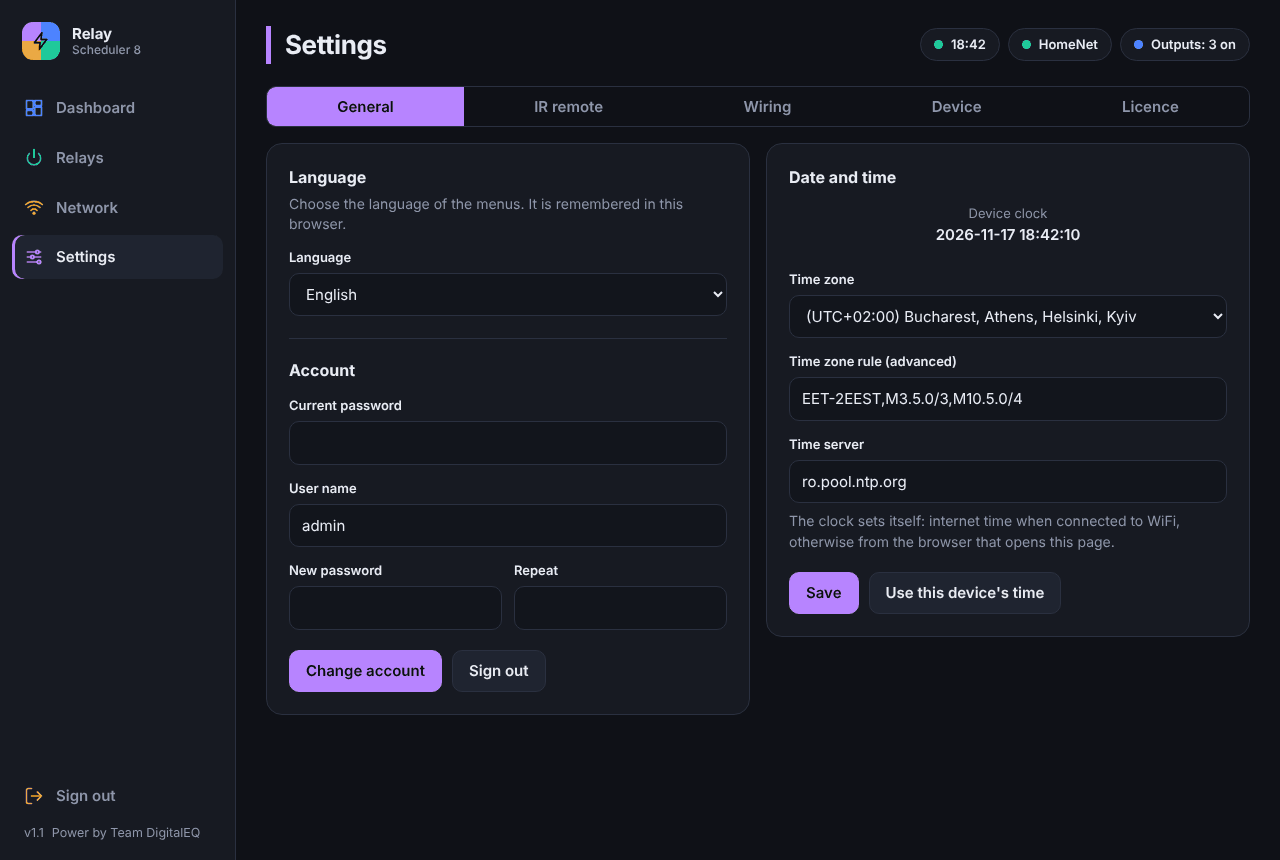 Relay
Scheduler 8
Dashboard
Relays
Network
Settings
Sign out
v1.1 Power by Team DigitalEQ
Settings
18:42
HomeNet
Outputs: 3 on
General
IR remote
Wiring
Device
Licence
Language
Choose the language of the menus. It is remembered in this
browser.
Language
English
Account
Current password
User name
admin
New password
Repeat
Change account
Sign out
Date and time
Device clock
2026-11-17 18:42:10
Time zone
(UTC+02:00) Bucharest, Athens, Helsinki, Kyiv
Time zone rule (advanced)
EET-2EEST,M3.5.0/3,M10.5.0/4
Time server
ro.pool.ntp.org
The clock sets itself: internet time when connected to WiFi,
otherwise from the browser that opens this page.
Save
Use this device's time